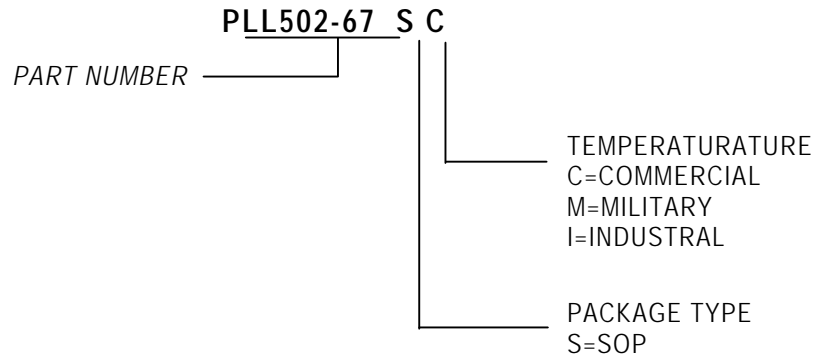 PLL502-67 S C
PART NUMBER
TEMPERATURATURE
C=COMMERCIAL
M=MILITARY
I=INDUSTRAL
PACKAGE TYPE
S=SOP